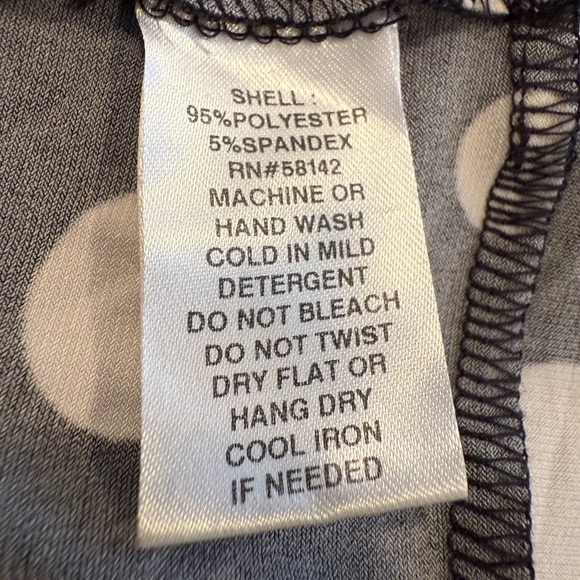 SHELL :
95%POLYESTER
5%SPANDEX
RN#58142
MACHINE OR
HAND WASH
COLD IN MILD
DETERGENT
DO NOT BLEACH
DO NOT TWIST
DRY FLAT OR
HANG DRY
COOL IRON
IF NEEDED